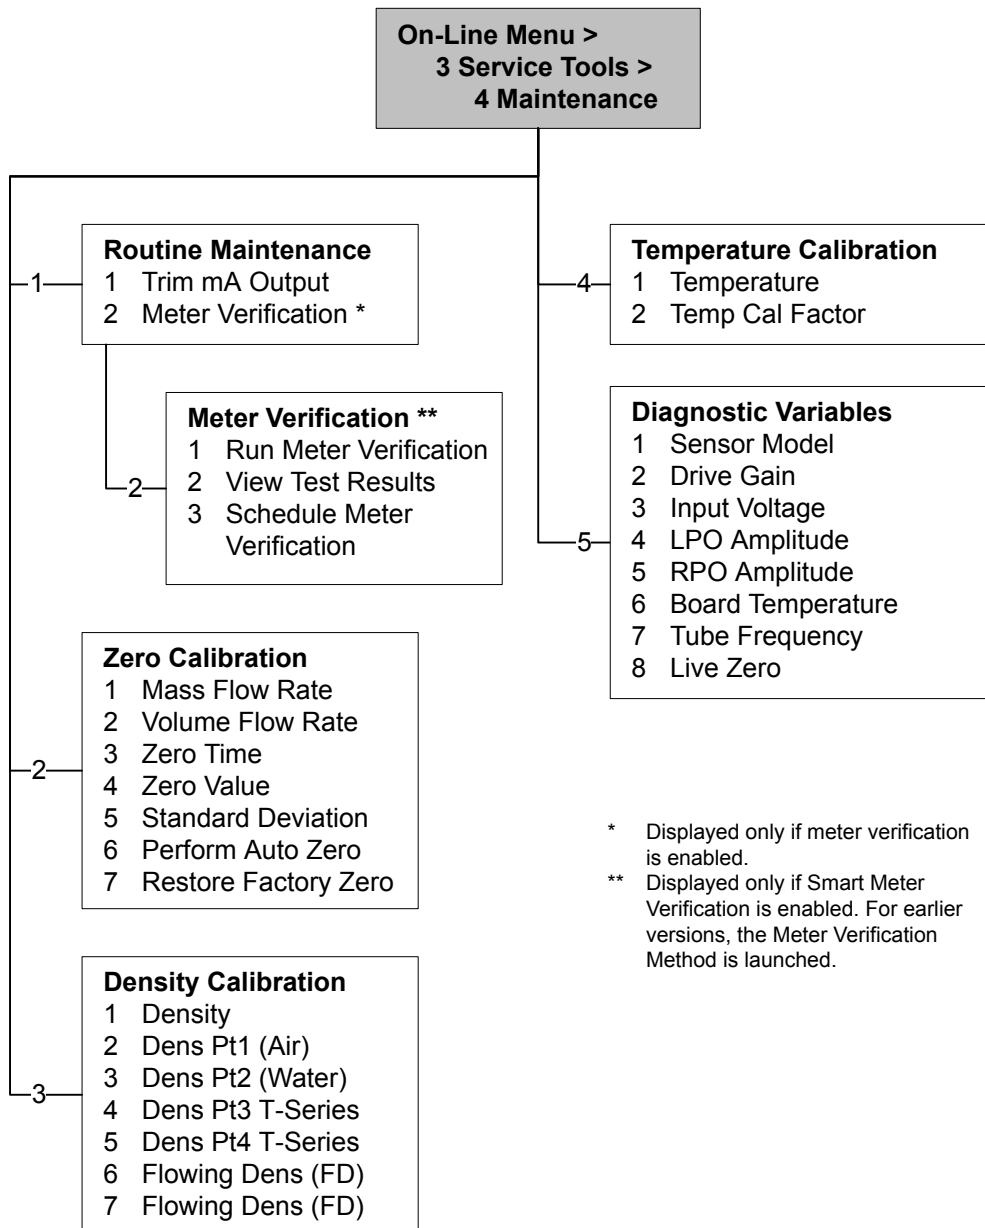 On-Line Menu >
3 Service Tools >
4 Maintenance
1
Routine Maintenance
1 Trim mA Output
2 Meter Verification *
2
Meter Verification **
1 Run Meter Verification
2 View Test Results
3 Schedule Meter
Verification
2
Zero Calibration
1 Mass Flow Rate
2 Volume Flow Rate
3 Zero Time
4 Zero Value
5 Standard Deviation
6 Perform Auto Zero
7 Restore Factory Zero
3
Density Calibration
1 Density
2 Dens Pt1 (Air)
3 Dens Pt2 (Water)
4 Dens Pt3 T-Series
5 Dens Pt4 T-Series
6 Flowing Dens (FD)
7 Flowing Dens (FD)
4
Temperature Calibration
1 Temperature
2 Temp Cal Factor
5
Diagnostic Variables
1 Sensor Model
2 Drive Gain
3 Input Voltage
4 LPO Amplitude
5 RPO Amplitude
6 Board Temperature
7 Tube Frequency
8 Live Zero
* Displayed only if meter verification
is enabled.
** Displayed only if Smart Meter
Verification is enabled. For earlier
versions, the Meter Verification
Method is launched.